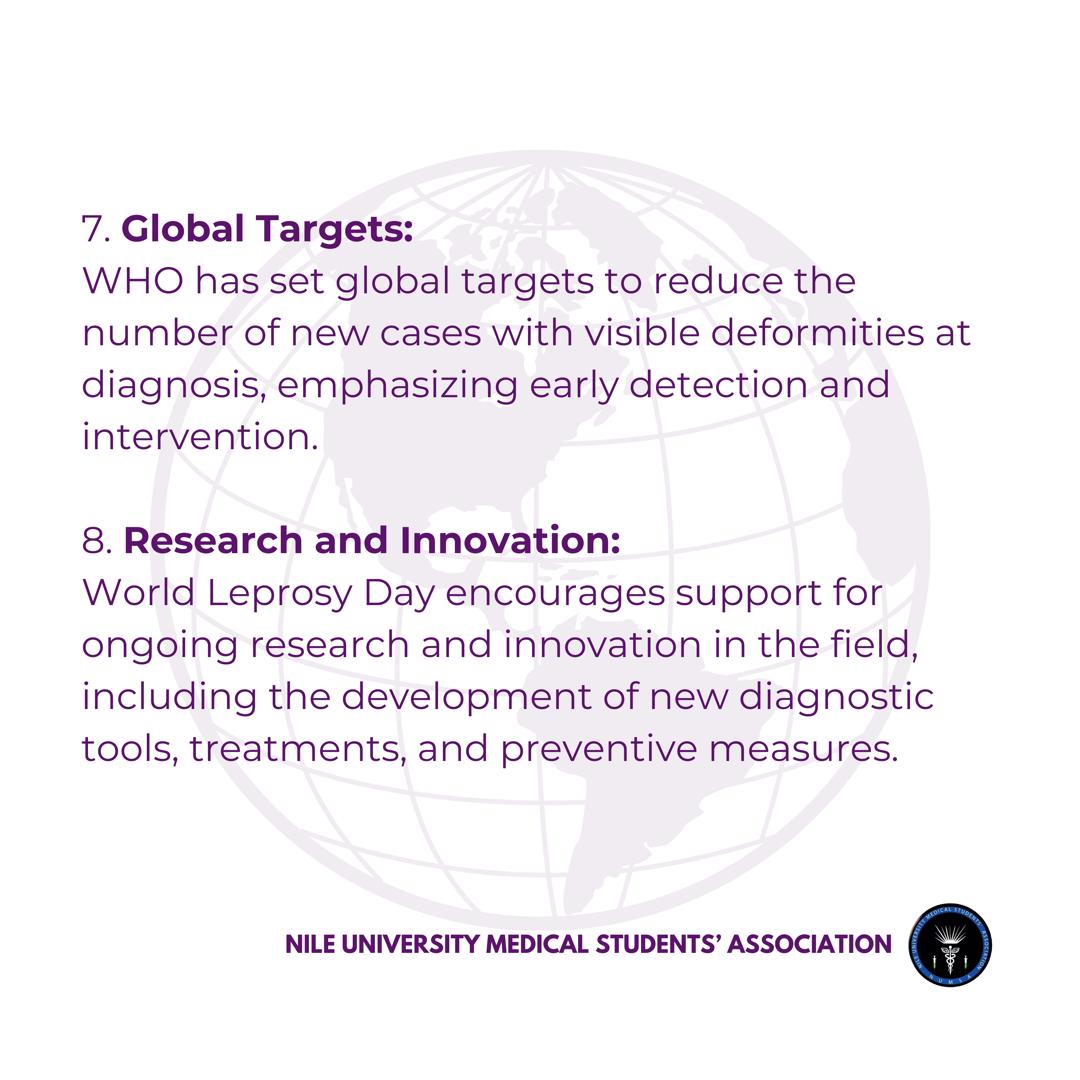 7. Global Targets:
WHO has set global targets to reduce the
number of new cases with visible deformities at
diagnosis, emphasizing early detection and
intervention.
8. Research and Innovation:
World Leprosy Day encourages support for
ongoing research and innovation in the field,
including the development of new diagnostic
tools, treatments, and preventive measures.
NILE UNIVERSITY MEDICAL STUDENTS’ ASSOCIATION
NILE UNIVERSITY MEDICAL STUDENTS' ASSOCIATION
N U M S A